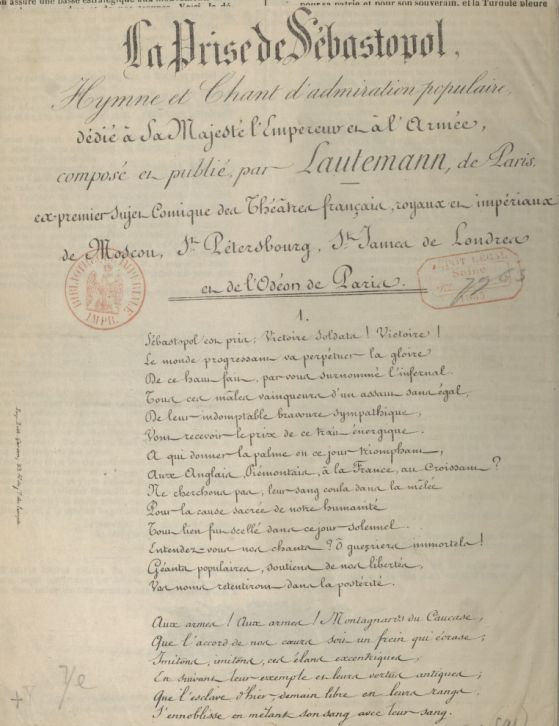 on assure une base stratégique aux
pour sa patrie et pour son souverain, et la Turquie pleure
La Prise de Sébastopol,
Hymne et Chant d'admiration populaire,
dédié à Sa Majesté l'Empereur et à l'Armée,
composé et publié, par Lautemann, de Paris,
ex-premier sujet Comique des Théâtres français, royaux et impériaux
de Moscou, St. Pétersbourg, St. James de Londres
et de l'Odéon de Paris.
BIBLIOTHÈQUE IMPÉRIALE
IMPR.
DÉPOT LÉGAL
Seine
1.
Sébastopol est pris; Victoire Soldats ! Victoire !
Le monde progressant va perpétuer la gloire
De ce haut fait, par vous surnommé l'infernal.
Tous ces mâles vainqueurs d'un assaut sans égal,
De leur indomptable bravoure sympathique,
Vont recevoir le prix de ce trait énergique.
A qui donner la palme en ce jour triomphant,
Aux Anglais, Piémontais, à la France, au Croissant ?
Ne cherchons pas, leur sang coula dans la mêlée
Pour la cause sacrée de notre humanité
Tout lien fut scellé dans ce jour solennel.
Entendez-vous nos chants ? Ô guerriers immortels !
Géants populaires, soutiens de nos libertés,
Vos noms retentiront dans la postérité.
Aux armes ! Aux armes ! Montagnards du Caucase,
Que l'accord de nos cœurs soit un frein qui écrase ;
Imitons, imitons, ces élans excentriques,
En suivant leur exemple et leurs vertus antiques ;
Que l'esclave d'hier, demain libre en leurs rangs,
S'ennoblisse en mêlant son sang avec leur sang.
Ye